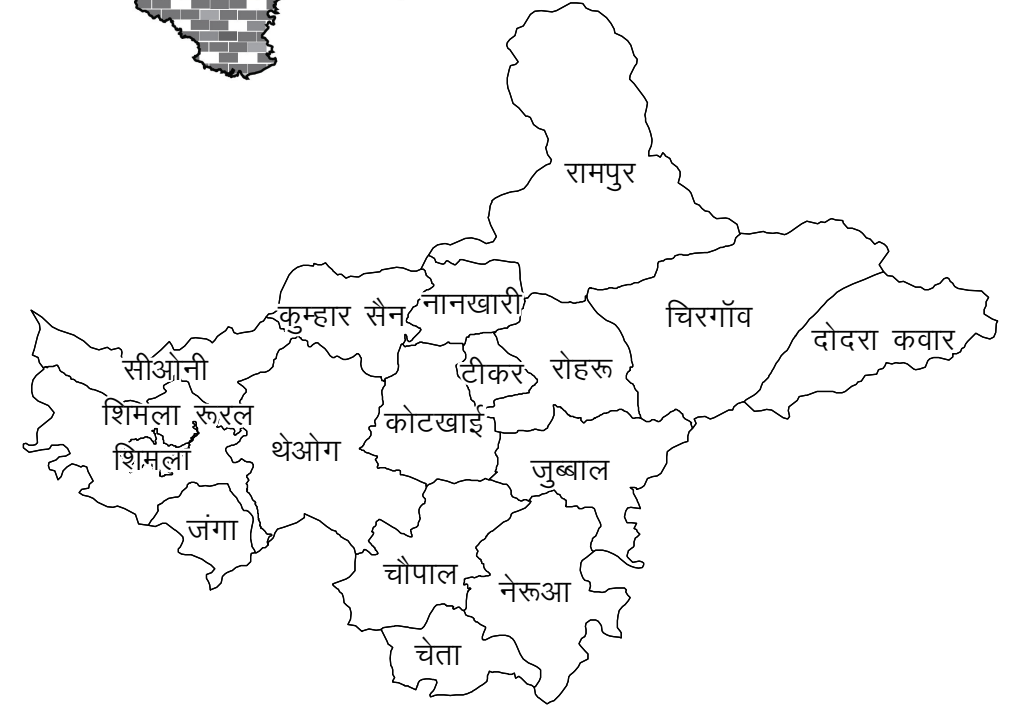 रामपुर
नानखारी
कुम्हार सैन
चिरगॉव
दोदरा कवार
सीओनी
टीकर
रोहरू
शिमला रूरल
कोटखाई
थेओग
शिमला
जुब्बाल
जंगा
चौपाल
नेरूआ
चेता